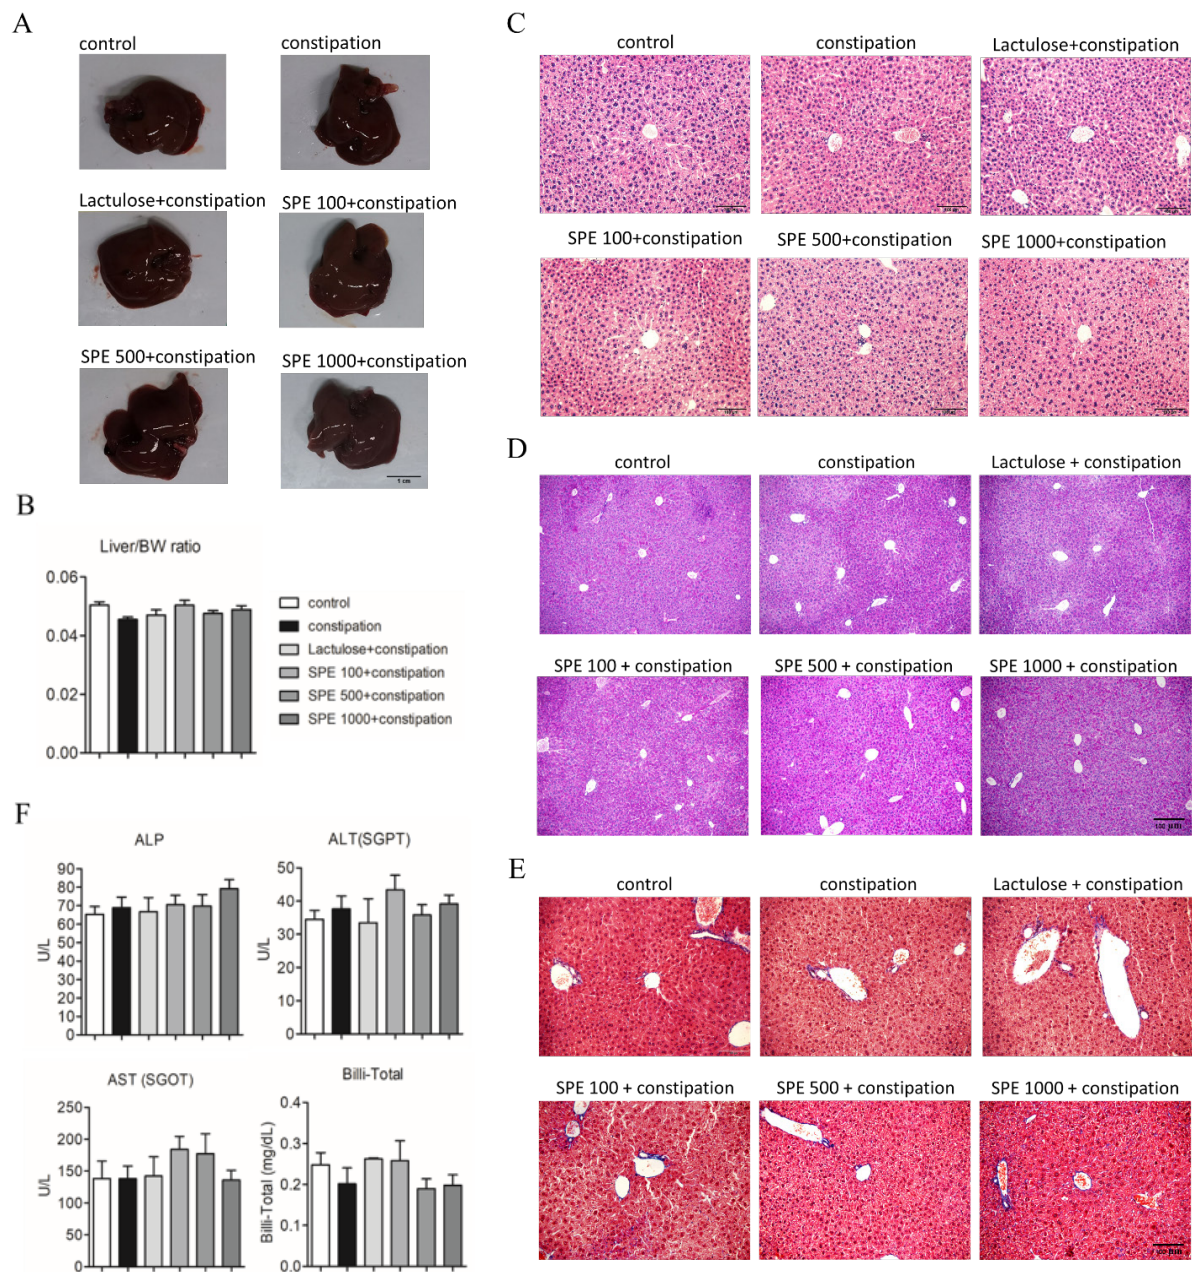 A
control
constipation
Lactulose+constipation
SPE 100+constipation
SPE 500+constipation
SPE 1000+constipation
1 cm
B
Liver/BW ratio
0.06
0.04
0.02
0.00
control
constipation
Lactulose+constipation
SPE 100+constipation
SPE 500+constipation
SPE 1000+constipation
F
ALP
90
80
70
60
50
40
30
20
10
0
U/L
ALT(SGPT)
50
40
30
20
10
0
U/L
AST (SGOT)
250
200
150
100
50
0
U/L
Billi-Total
0.4
0.3
0.2
0.1
0.0
Billi-Total (mg/dL)
C
control
constipation
Lactulose+constipation
SPE 100+constipation
SPE 500+constipation
SPE 1000+constipation
D
control
constipation
Lactulose + constipation
SPE 100 + constipation
SPE 500 + constipation
SPE 1000 + constipation
E
control
constipation
Lactulose + constipation
SPE 100 + constipation
SPE 500 + constipation
SPE 1000 + constipation